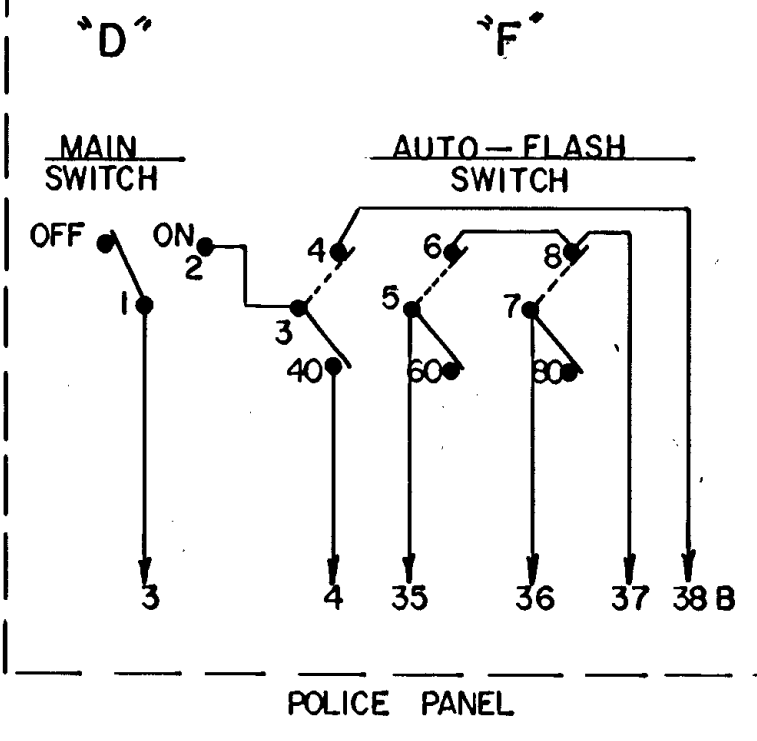 "D" "F"
MAIN
SWITCH
AUTO-FLASH
SWITCH
OFF ON 4 6 8
2
1 3 5 7
40 60 80
3 4 35 36 37 38 B
POLICE PANEL